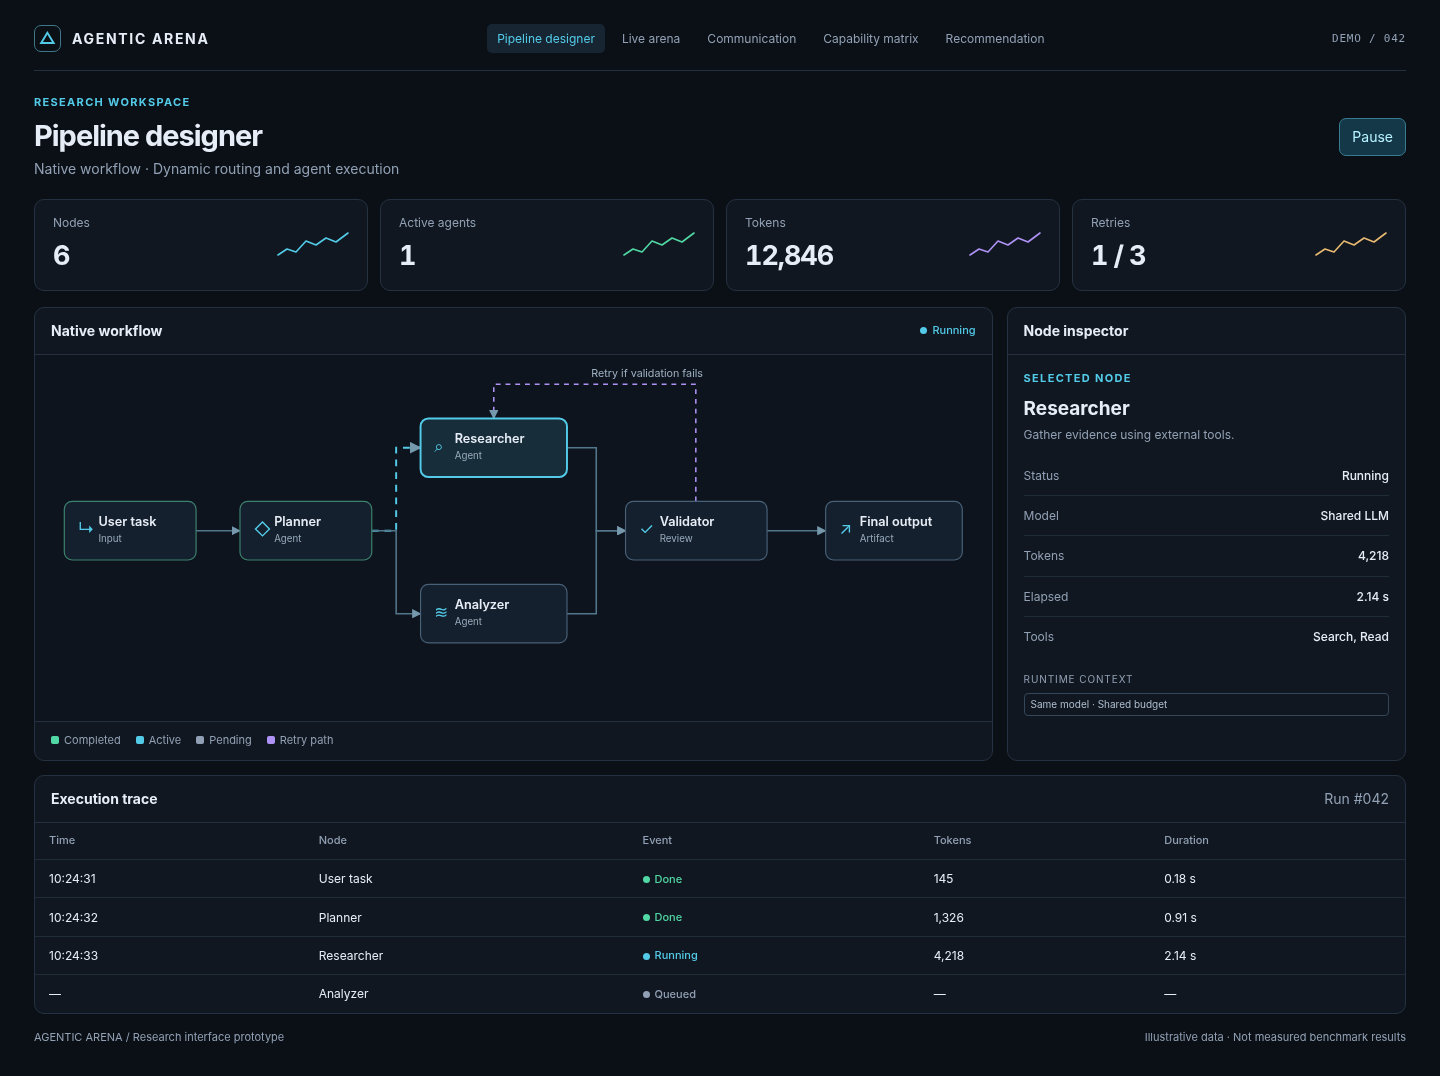 AGENTIC ARENA
Pipeline designer
Live arena
Communication
Capability matrix
Recommendation
DEMO / 042
RESEARCH WORKSPACE
Pipeline designer
Native workflow · Dynamic routing and agent execution
Pause
Nodes
6
Active agents
1
Tokens
12,846
Retries
1 / 3
Native workflow
Running
Retry if validation fails
Researcher
Agent
User task
Input
Planner
Agent
Validator
Review
Final output
Artifact
Analyzer
Agent
Completed
Active
Pending
Retry path
Node inspector
SELECTED NODE
Researcher
Gather evidence using external tools.
Status Running
Model Shared LLM
Tokens 4,218
Elapsed 2.14 s
Tools Search, Read
RUNTIME CONTEXT
Same model · Shared budget
Execution trace
Run #042
Time Node Event Tokens Duration
10:24:31 User task Done 145 0.18 s
10:24:32 Planner Done 1,326 0.91 s
10:24:33 Researcher Running 4,218 2.14 s
— Analyzer Queued — —
AGENTIC ARENA / Research interface prototype
Illustrative data · Not measured benchmark results